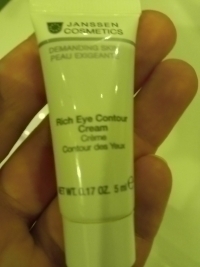 JANSSEN
COSMETICS
DEMANDING SKIN
PEAU EXIGEANTE
Rich Eye Contour
Cream
Crème
Contour des Yeux
NET WT. 0.17 OZ. 5 ml e